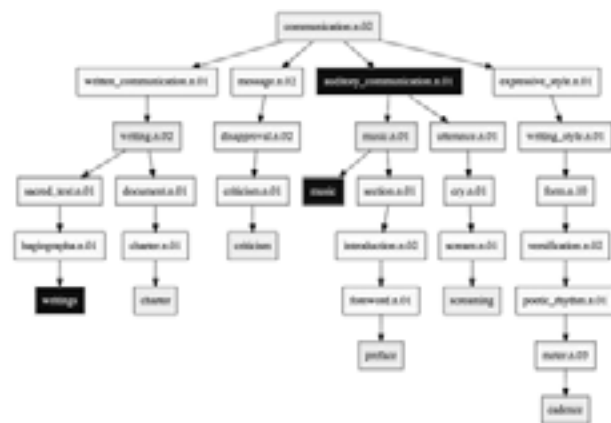 communication.n.02
written_communication.n.01 message.n.02 auditory_communication.n.01 expressive_style.n.01
writing.n.02 disapproval.n.02 music.n.01 utterance.n.01 writing_style.n.01
sacred_text.n.01 document.n.01 criticism.n.01 music section.n.01 cry.n.01 form.n.10
hagiographa.n.01 charter.n.01 criticism introduction.n.02 scream.n.01 versification.n.02
writings charter foreword.n.01 screaming poetic_rhythm.n.01
preface meter.n.03
cadence